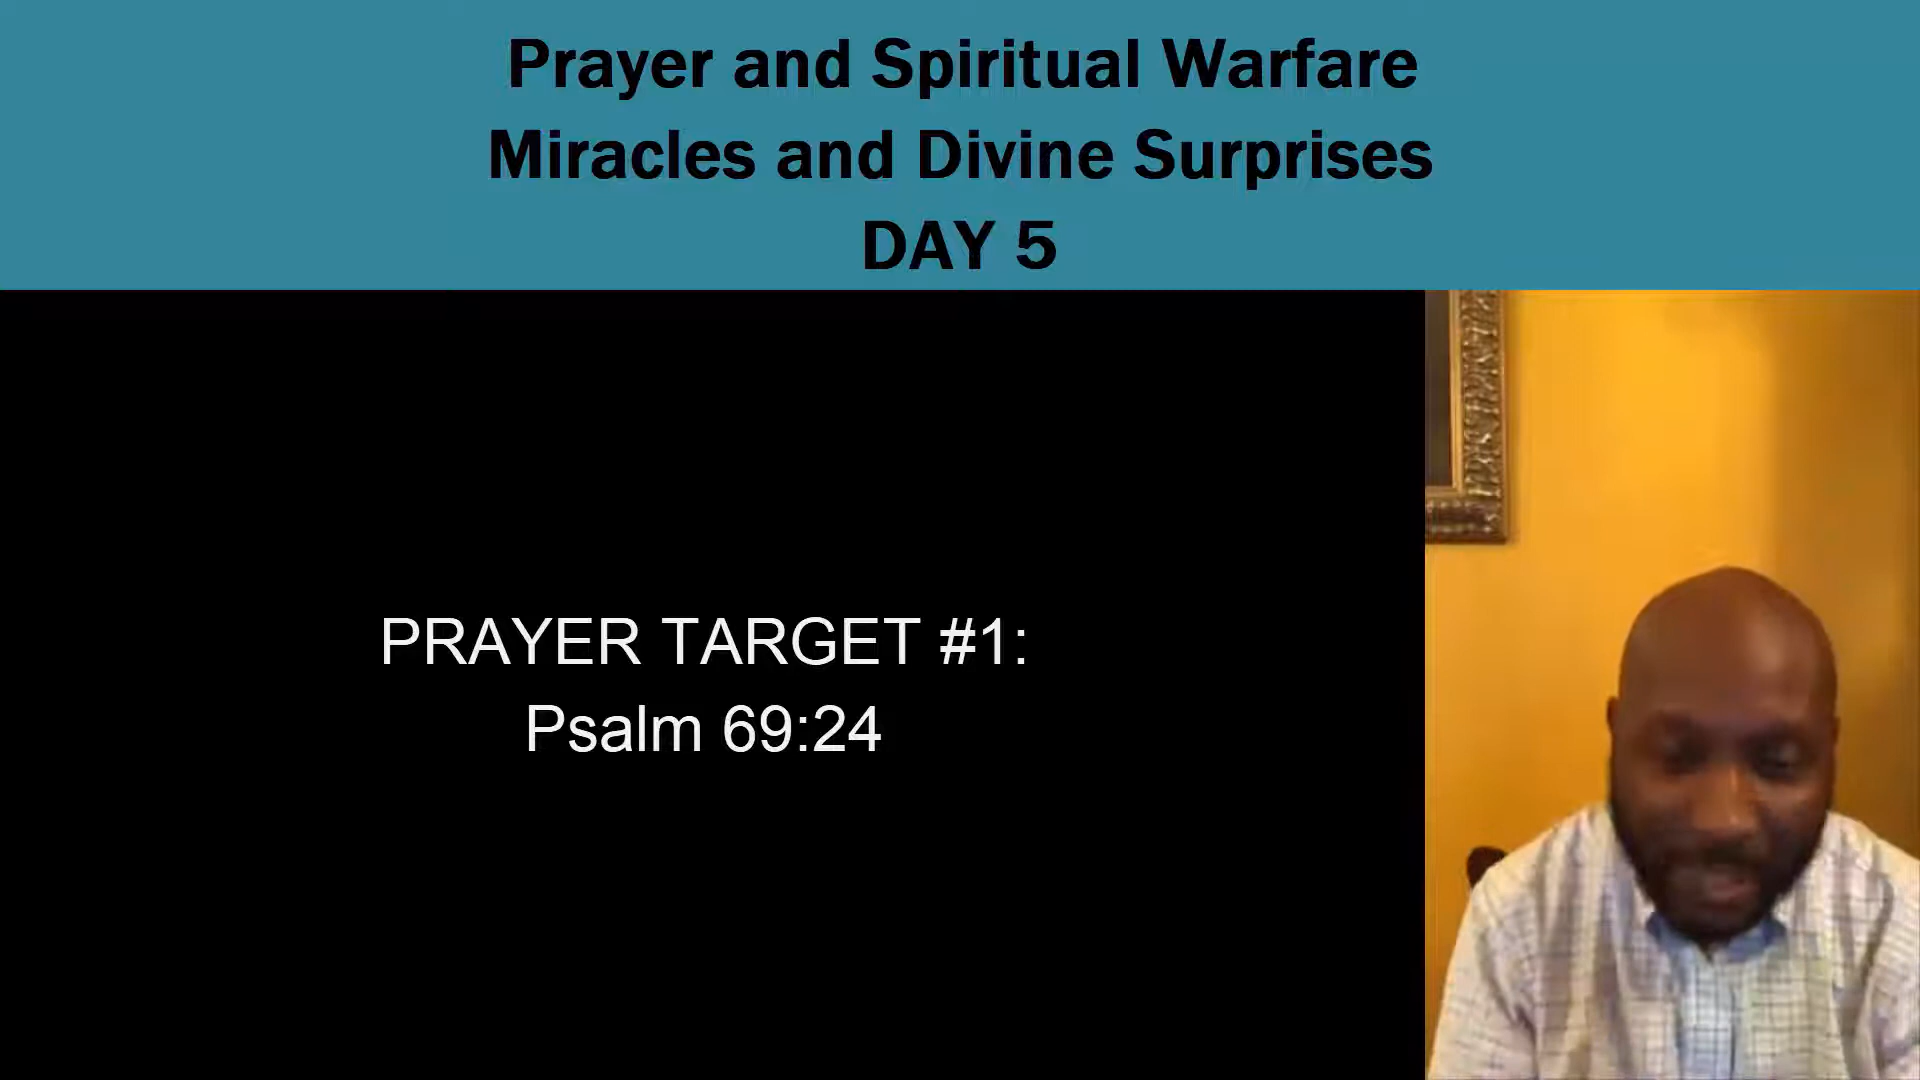 Prayer and Spiritual Warfare
Miracles and Divine Surprises
DAY 5
PRAYER TARGET #1:
Psalm 69:24